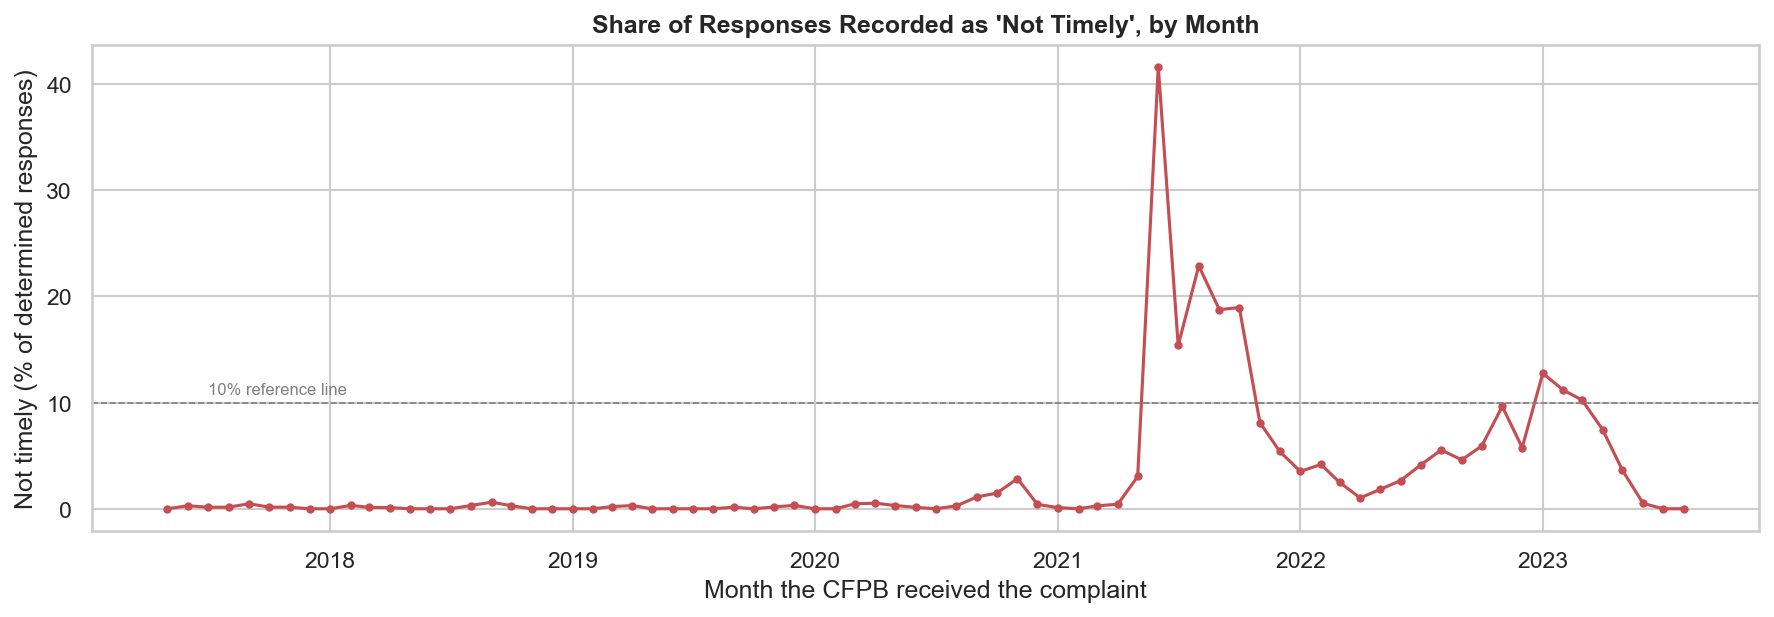 Share of Responses Recorded as 'Not Timely', by Month
Not timely (% of determined responses)
40
30
20
10
0
10% reference line
2018
2019
2020
2021
2022
2023
Month the CFPB received the complaint